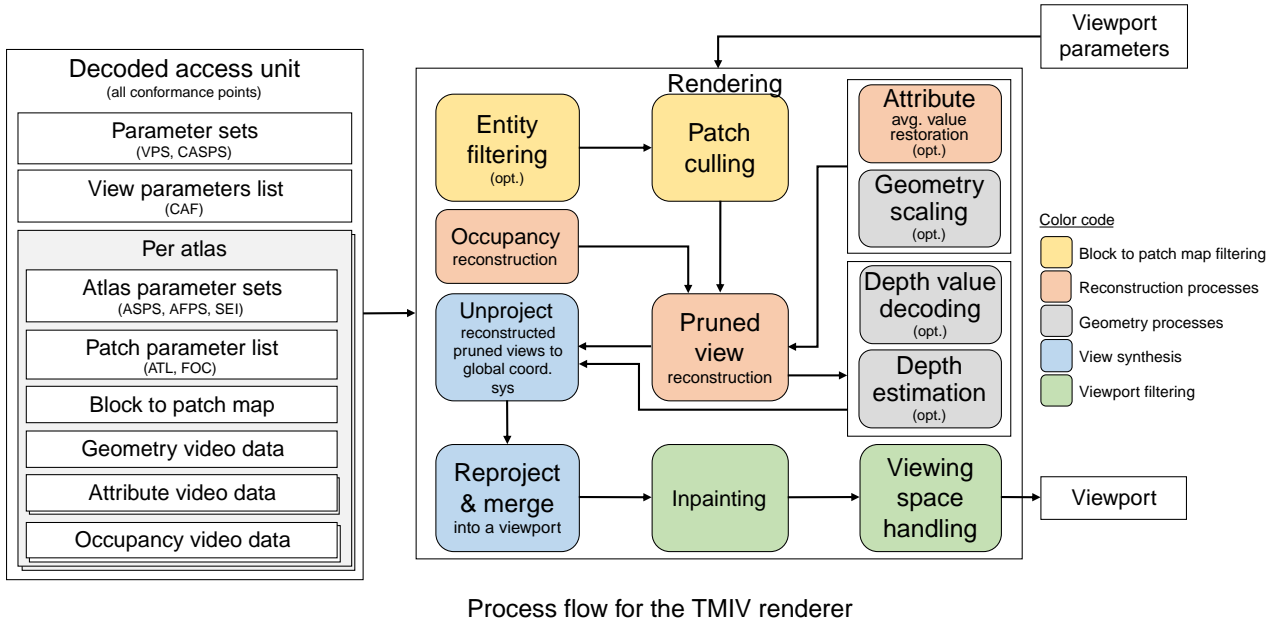 Viewport
parameters
Decoded access unit
(all conformance points)
Parameter sets
(VPS, CASPS)
View parameters list
(CAF)
Per atlas
Atlas parameter sets
(ASPS, AFPS, SEI)
Patch parameter list
(ATL, FOC)
Block to patch map
Geometry video data
Attribute video data
Occupancy video data
Rendering
Entity
filtering
(opt.)
Patch
culling
Attribute
avg. value
restoration
(opt.)
Geometry
scaling
(opt.)
Occupancy
reconstruction
Unproject
reconstructed
pruned views to
global coord.
sys
Pruned
view
reconstruction
Depth value
decoding
(opt.)
Depth
estimation
(opt.)
Reproject
& merge
into a viewport
Inpainting
Viewing
space
handling
Viewport
Color code
Block to patch map filtering
Reconstruction processes
Geometry processes
View synthesis
Viewport filtering
Process flow for the TMIV renderer